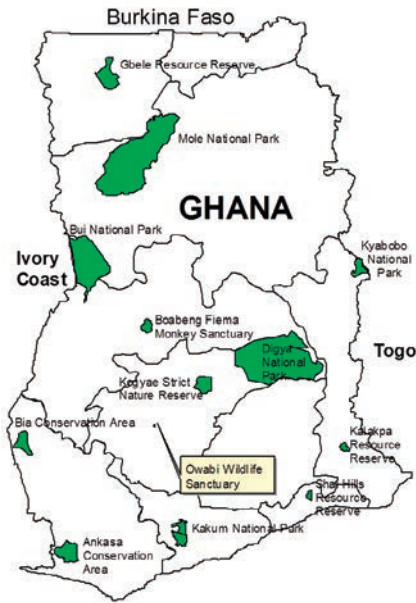 Burkina Faso
Gbele Resource Reserve
Mole National Park
GHANA
Bui National Park
Ivory
Coast
Kyabobo
National
Park
Boabeng Fiema
Monkey Sanctuary
Digya
National
Park
Togo
Kogyae Strict
Nature Reserve
Bia Conservation Area
Kalakpa
Resource
Reserve
Owabi Wildlife
Sanctuary
Shai Hills
Resource
Reserve
Kakum National Park
Ankasa
Conservation
Area